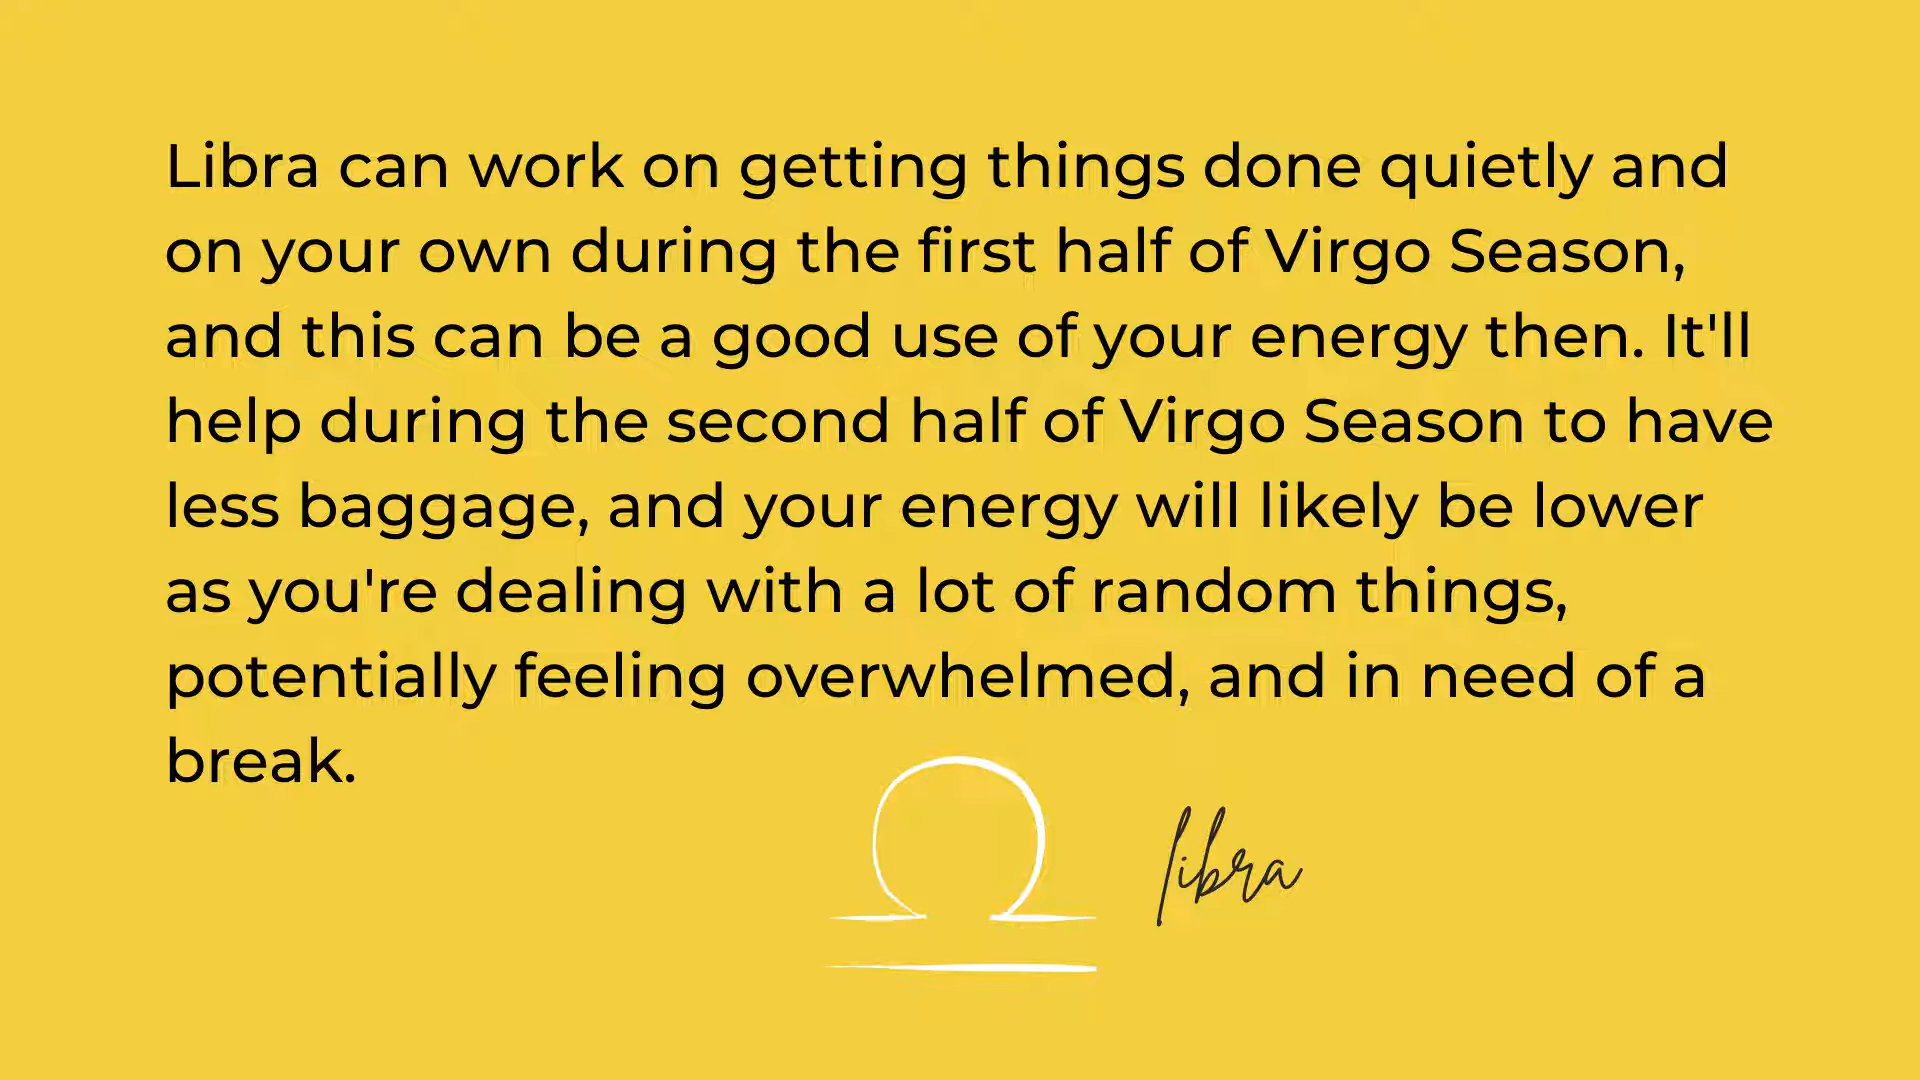 Libra can work on getting things done quietly and
on your own during the first half of Virgo Season,
and this can be a good use of your energy then. It'll
help during the second half of Virgo Season to have
less baggage, and your energy will likely be lower
as you're dealing with a lot of random things,
potentially feeling overwhelmed, and in need of a
break.
libra